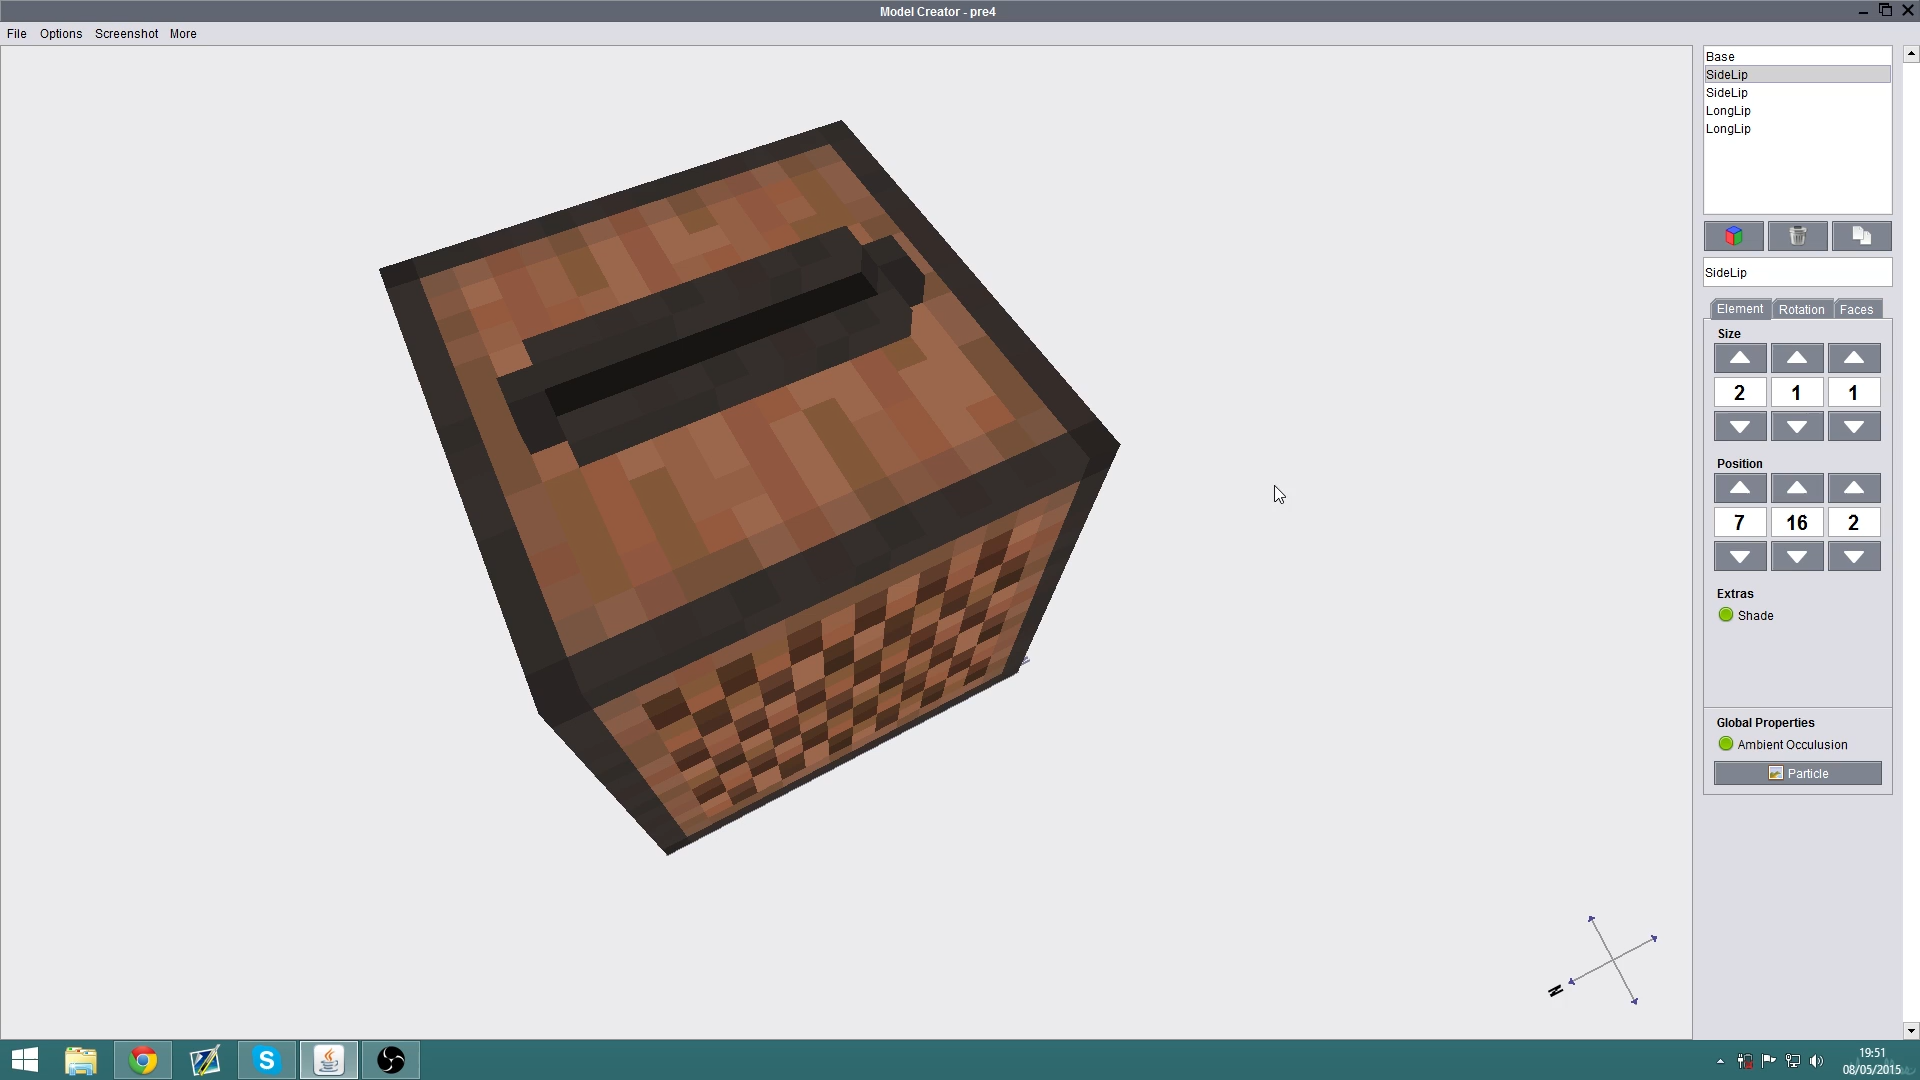 Model Creator - pre4
File Options Screenshot More
Base
SideLip
SideLip
LongLip
LongLip
SideLip
Element Rotation Faces
Size
2 1 1
Position
7 16 2
Extras
Shade
Global Properties
Ambient Occulusion
Particle
N
19:51
08/05/2015